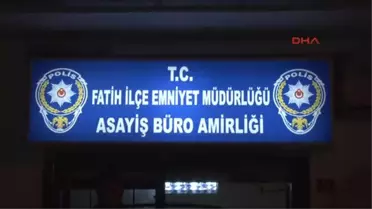 DHA
T.C.
FATİH İLÇE EMNİYET MÜDÜRLÜĞÜ
ASAYİŞ BÜRO AMİRLİĞİ
POLİS
POLİS